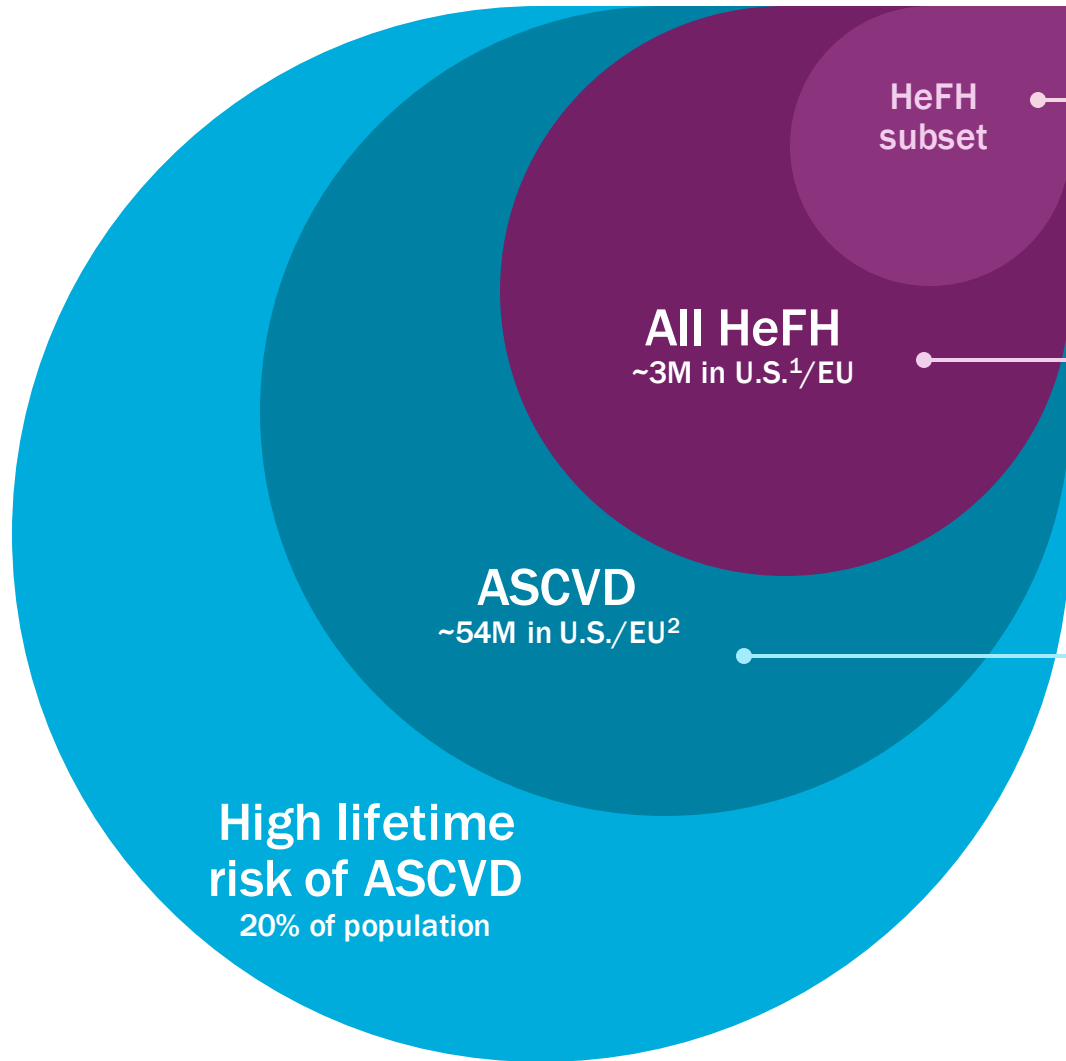 HeFH
subset
All HeFH
~3M in U.S.¹/EU
ASCVD
~54M in U.S./EU²
High lifetime
risk of ASCVD
20% of population